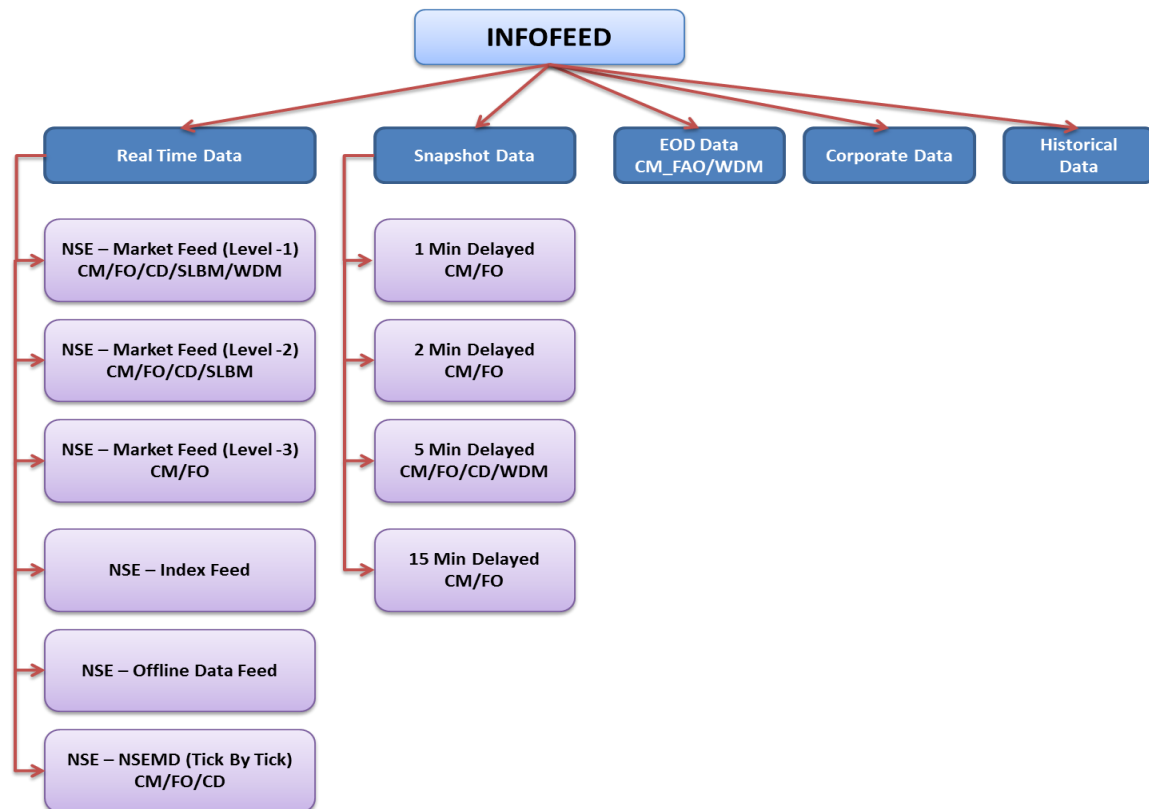 INFOFEED
Real Time Data
Snapshot Data
EOD Data
CM_FAO/WDM
Corporate Data
Historical
Data
NSE – Market Feed (Level -1)
CM/FO/CD/SLBM/WDM
NSE – Market Feed (Level -2)
CM/FO/CD/SLBM
NSE – Market Feed (Level -3)
CM/FO
NSE – Index Feed
NSE – Offline Data Feed
NSE – NSEMD (Tick By Tick)
CM/FO/CD
1 Min Delayed
CM/FO
2 Min Delayed
CM/FO
5 Min Delayed
CM/FO/CD/WDM
15 Min Delayed
CM/FO